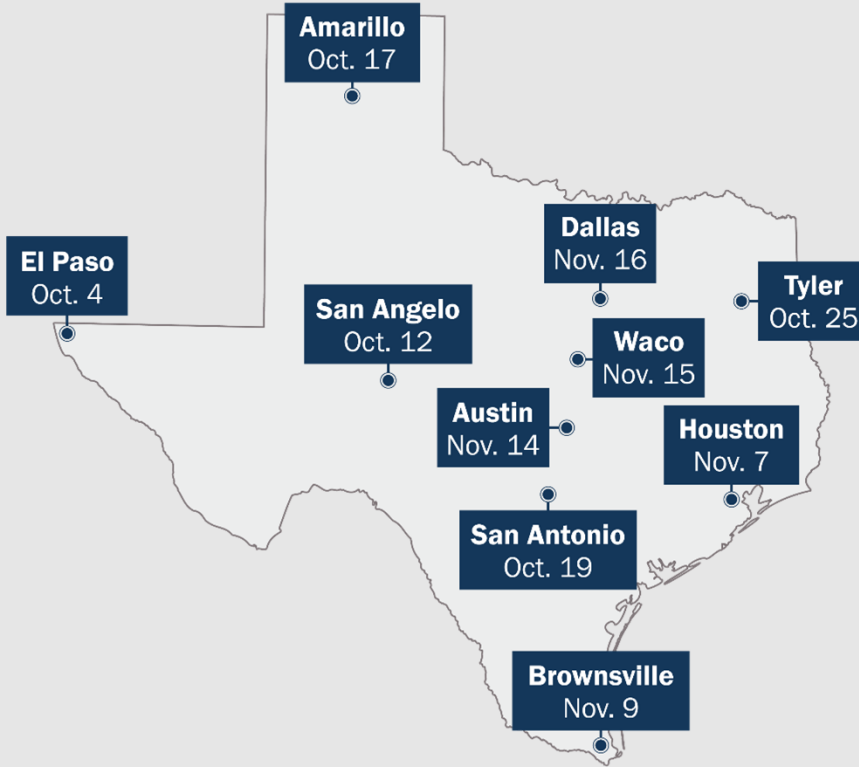 Amarillo
Oct. 17
Dallas
Nov. 16
El Paso
Oct. 4
Tyler
Oct. 25
San Angelo
Oct. 12
Waco
Nov. 15
Austin
Nov. 14
Houston
Nov. 7
San Antonio
Oct. 19
Brownsville
Nov. 9